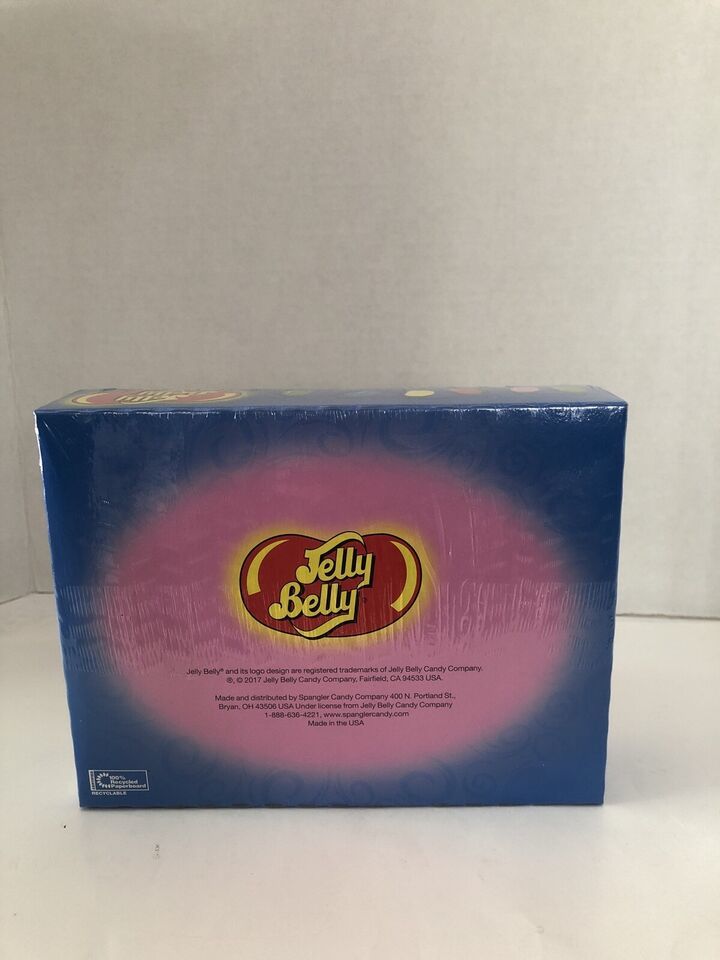 Jelly
Belly®
Jelly Belly® and its logo design are registered trademarks of Jelly Belly Candy Company.
®, © 2017 Jelly Belly Candy Company, Fairfield, CA 94533 USA.
Made and distributed by Spangler Candy Company 400 N. Portland St.,
Bryan, OH 43506 USA Under license from Jelly Belly Candy Company
1-888-636-4221, www.spanglercandy.com
Made in the USA
100%
Recycled
Paperboard
RECYCLABLE